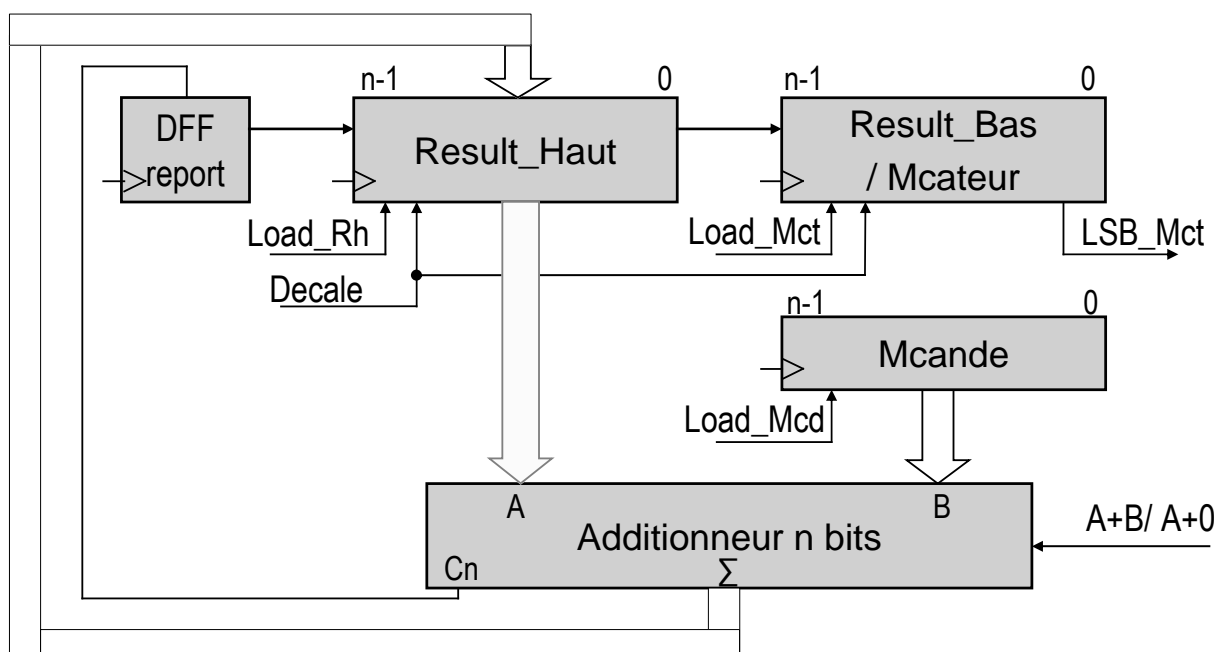 n-1
0
n-1
0
DFF
report
Result_Haut
Result_Bas
/ Mcateur
Load_Rh
Load_Mct
LSB_Mct
Decale
n-1
0
Mcande
Load_Mcd
A
B
A+B/ A+0
Additionneur n bits
Cn
Σ